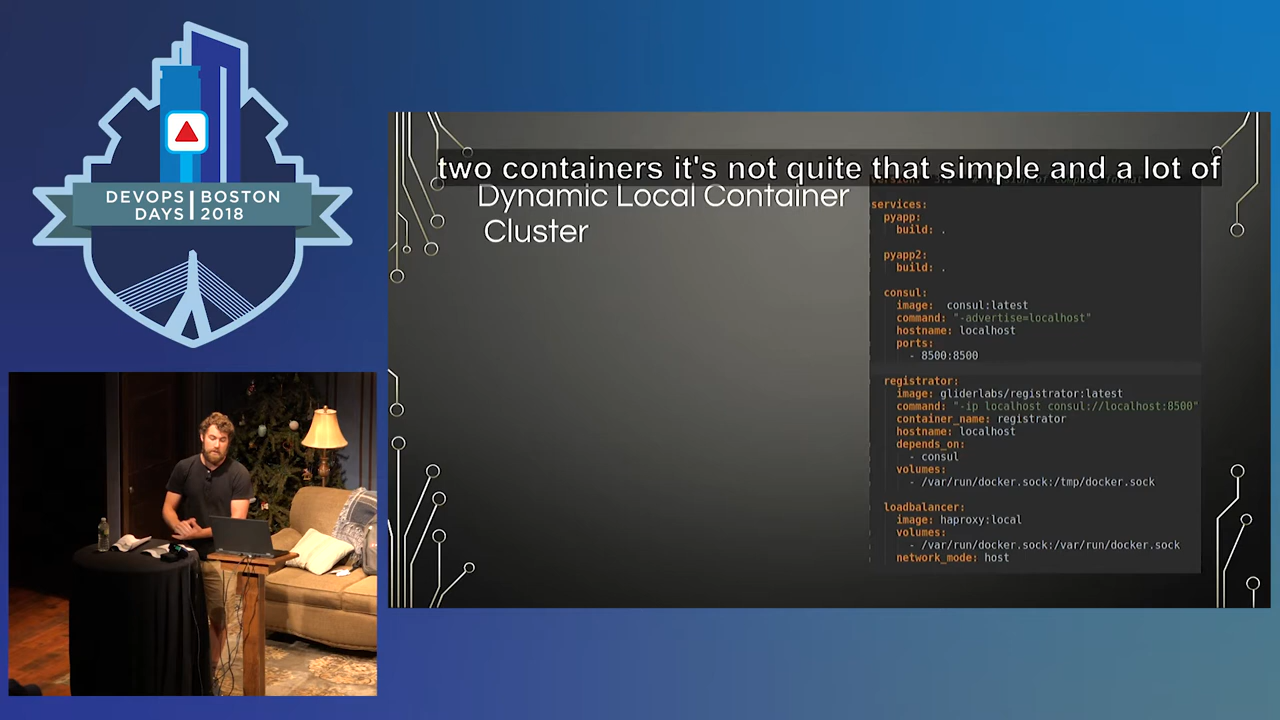 DEVOPS BOSTON
DAYS 2018
two containers it's not quite that simple and a lot of
Dynamic Local Container
Cluster
services:
pyapp:
build: .
pyapp2:
build: .
consul:
image: consul:latest
command: "-advertise=localhost"
hostname: localhost
ports:
- 8500:8500
registrator:
image: gliderlabs/registrator:latest
command: "-ip localhost consul://localhost:8500"
container_name: registrator
hostname: localhost
depends_on:
- consul
volumes:
- /var/run/docker.sock:/tmp/docker.sock
loadbalancer:
image: haproxy:local
volumes:
- /var/run/docker.sock:/var/run/docker.sock
network_mode: host